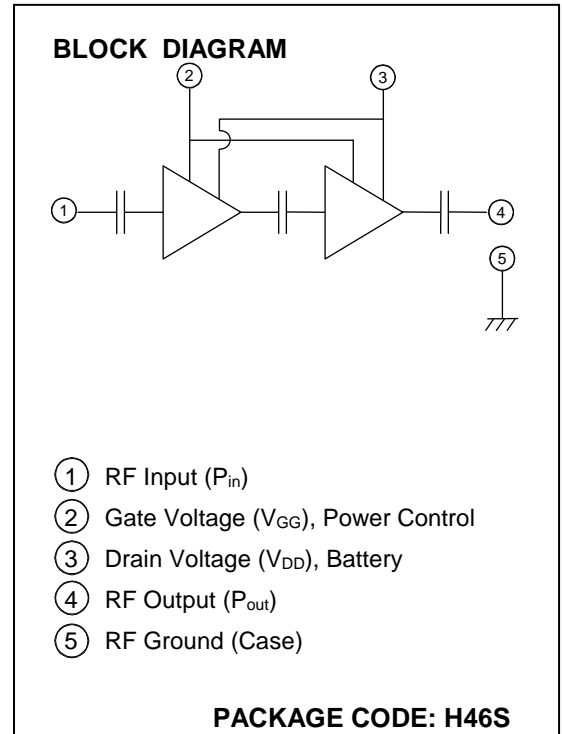 BLOCK DIAGRAM
2 3
1 4
5
1 RF Input (Pin)
2 Gate Voltage (VGG), Power Control
3 Drain Voltage (VDD), Battery
4 RF Output (Pout)
5 RF Ground (Case)
PACKAGE CODE: H46S